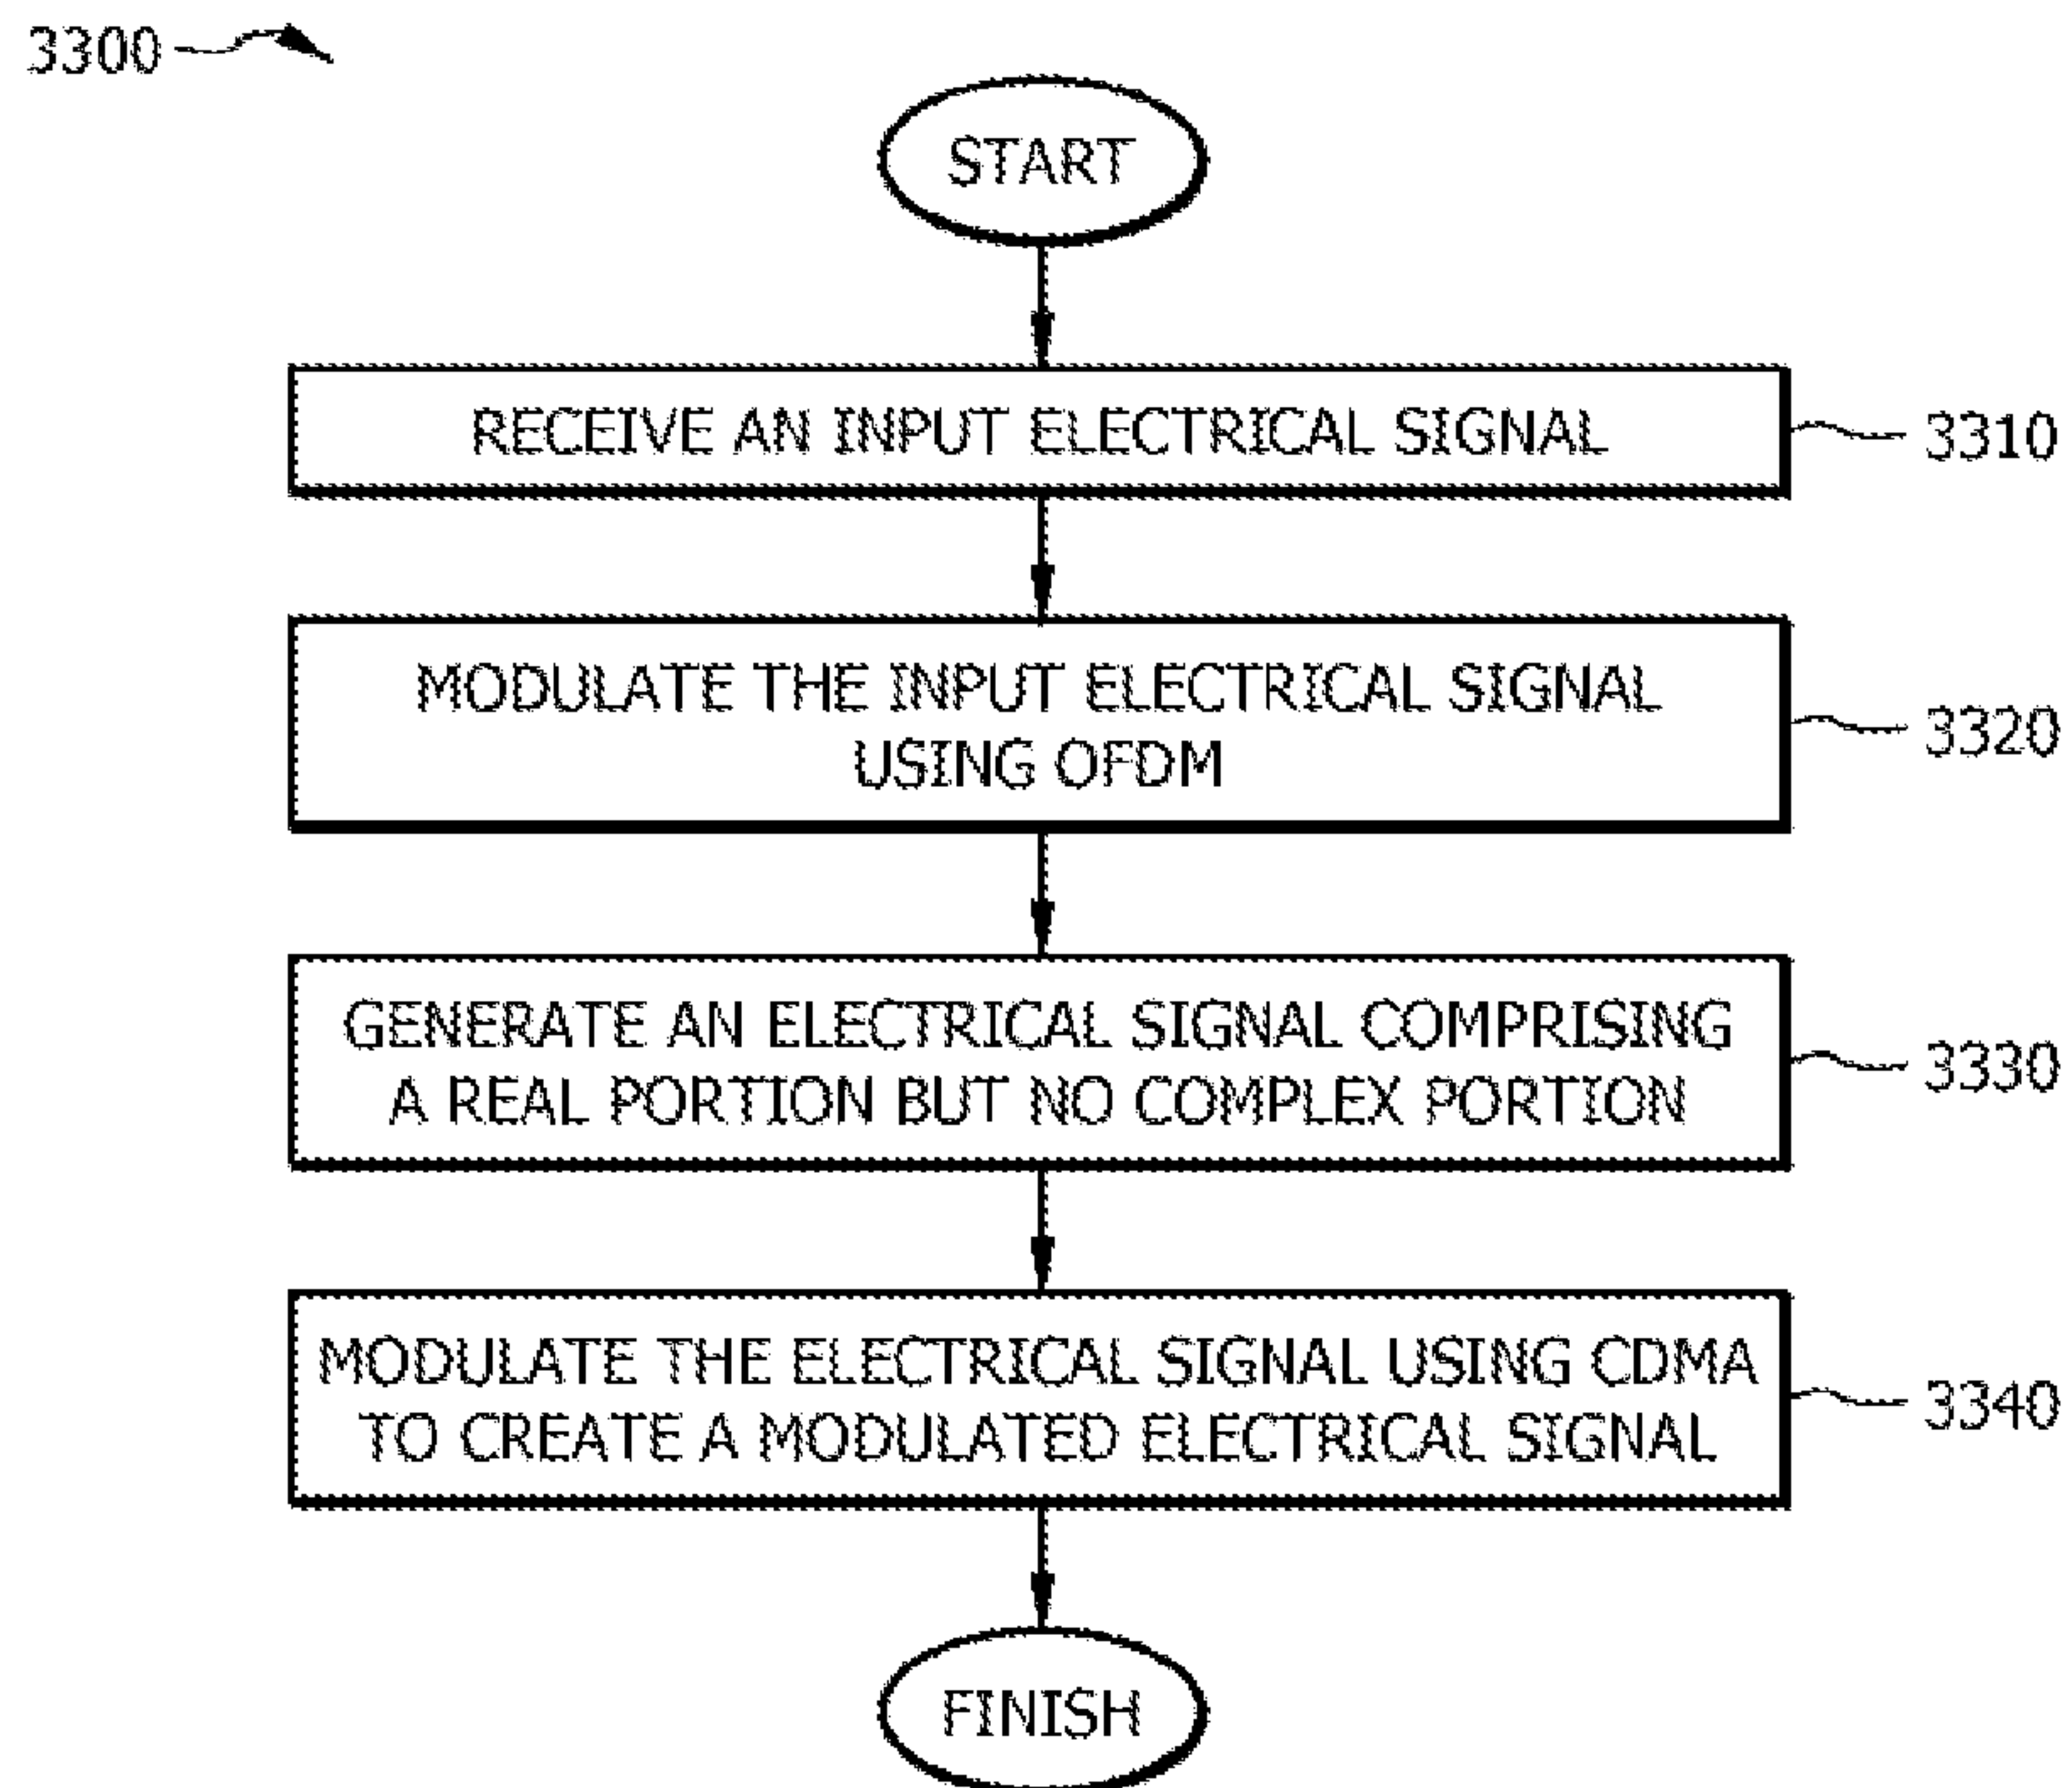 3300
START
RECEIVE AN INPUT ELECTRICAL SIGNAL
3310
MODULATE THE INPUT ELECTRICAL SIGNAL
USING OFDM
3320
GENERATE AN ELECTRICAL SIGNAL COMPRISING
A REAL PORTION BUT NO COMPLEX PORTION
3330
MODULATE THE ELECTRICAL SIGNAL USING CDMA
TO CREATE A MODULATED ELECTRICAL SIGNAL
3340
FINISH